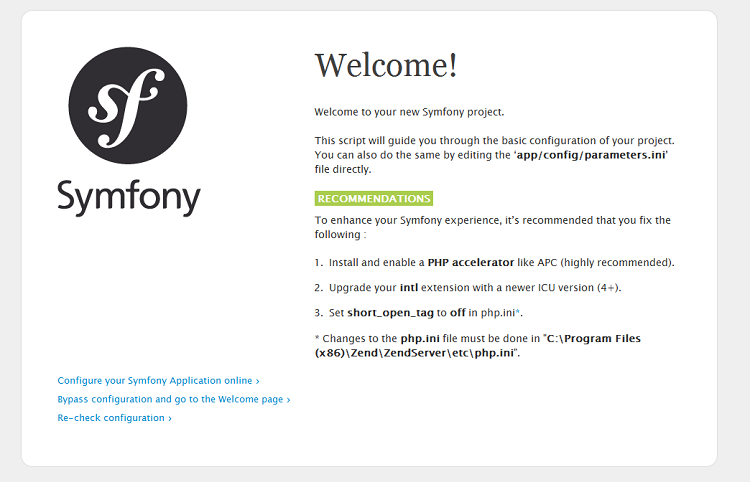 sf
Symfony
Welcome!
Welcome to your new Symfony project.
This script will guide you through the basic configuration of your project.
You can also do the same by editing the ‘app/config/parameters.ini’
file directly.
RECOMMENDATIONS
To enhance your Symfony experience, it’s recommended that you fix the
following :
1. Install and enable a PHP accelerator like APC (highly recommended).
2. Upgrade your intl extension with a newer ICU version (4+).
3. Set short_open_tag to off in php.ini*.
* Changes to the php.ini file must be done in "C:\Program Files
(x86)\Zend\ZendServer\etc\php.ini".
Configure your Symfony Application online ›
Bypass configuration and go to the Welcome page ›
Re-check configuration ›